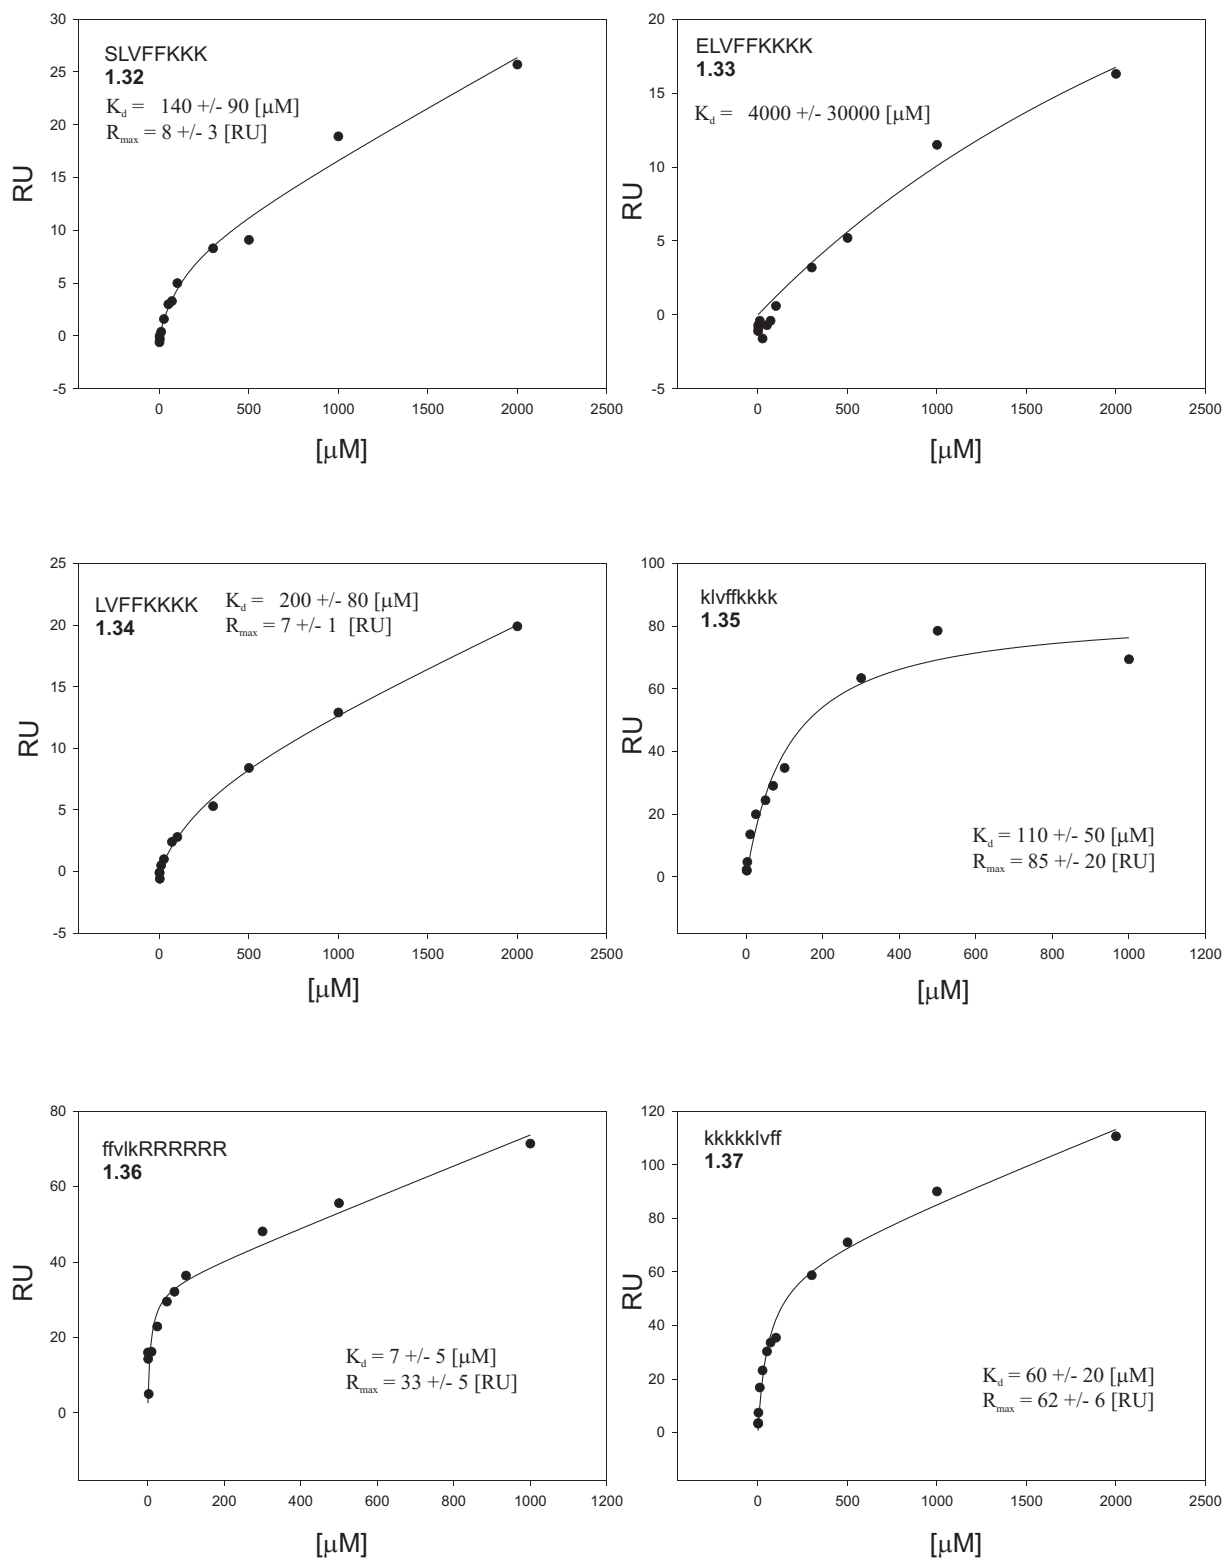 30
25
20
15
10
5
0
-5
RU
SLVFFKKK
1.32
K_d = 140 +/- 90 [μM]
R_max = 8 +/- 3 [RU]
0 500 1000 1500 2000 2500
[μM]
20
15
10
5
0
-5
RU
ELVFFKKKK
1.33
K_d = 4000 +/- 30000 [μM]
0 500 1000 1500 2000 2500
[μM]
25
20
15
10
5
0
-5
RU
LVFFKKKK
1.34
K_d = 200 +/- 80 [μM]
R_max = 7 +/- 1 [RU]
0 500 1000 1500 2000 2500
[μM]
100
80
60
40
20
0
RU
klvffkkkk
1.35
K_d = 110 +/- 50 [μM]
R_max = 85 +/- 20 [RU]
0 200 400 600 800 1000 1200
[μM]
80
60
40
20
0
RU
ffvlkRRRRRR
1.36
K_d = 7 +/- 5 [μM]
R_max = 33 +/- 5 [RU]
0 200 400 600 800 1000 1200
[μM]
120
100
80
60
40
20
0
RU
kkkkklvff
1.37
K_d = 60 +/- 20 [μM]
R_max = 62 +/- 6 [RU]
0 500 1000 1500 2000 2500
[μM]